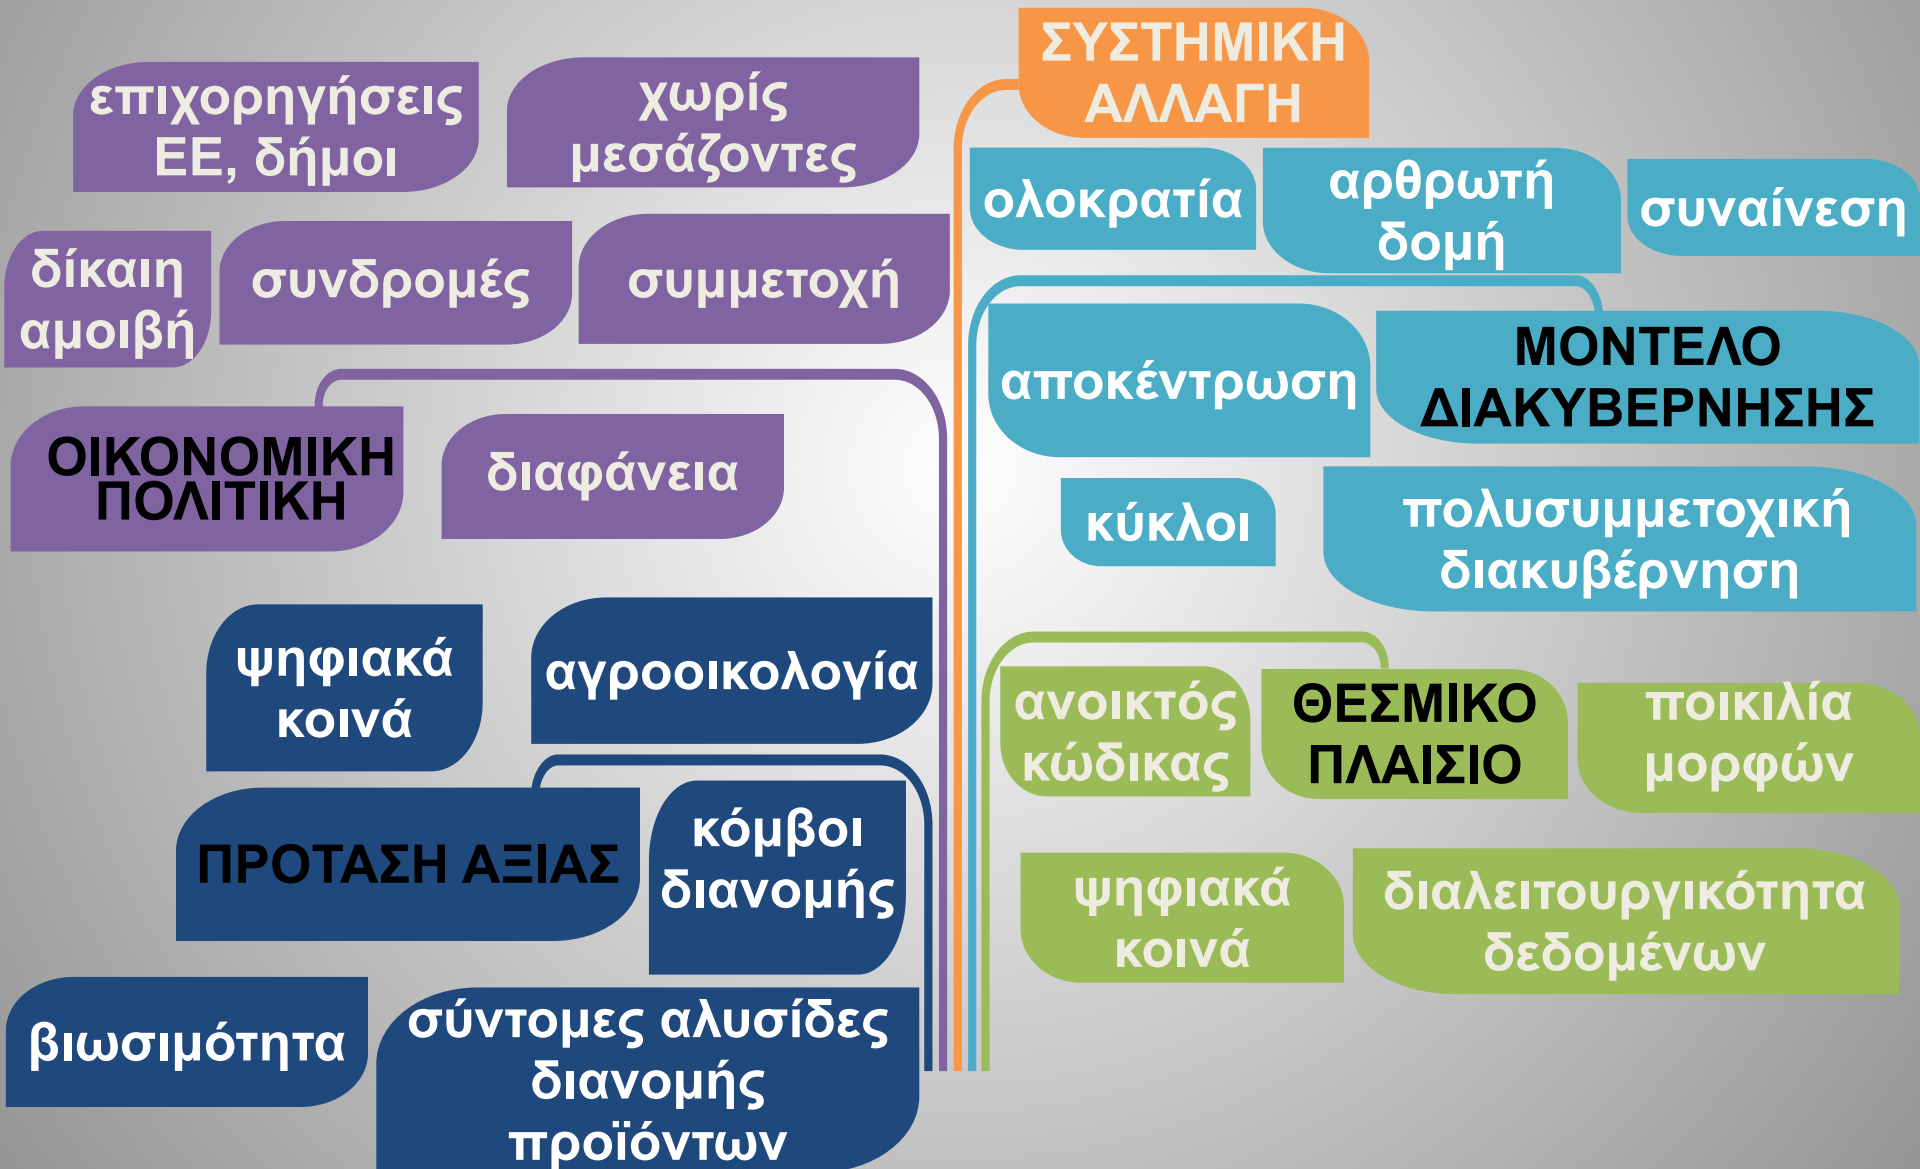 ΣΥΣΤΗΜΙΚΗ
ΑΛΛΑΓΗ
επιχορηγήσεις
ΕΕ, δήμοι
χωρίς
μεσάζοντες
δίκαιη
αμοιβή
συνδρομές
συμμετοχή
ΟΙΚΟΝΟΜΙΚΗ
ΠΟΛΙΤΙΚΗ
διαφάνεια
ολοκρατία
αρθρωτή
δομή
συναίνεση
αποκέντρωση
ΜΟΝΤΕΛΟ
ΔΙΑΚΥΒΕΡΝΗΣΗΣ
κύκλοι
πολυσυμμετοχική
διακυβέρνηση
ψηφιακά
κοινά
αγροοικολογία
ΠΡΟΤΑΣΗ ΑΞΙΑΣ
κόμβοι
διανομής
βιωσιμότητα
σύντομες αλυσίδες
διανομής
προϊόντων
ανοικτός
κώδικας
ΘΕΣΜΙΚΟ
ΠΛΑΙΣΙΟ
ποικιλία
μορφών
ψηφιακά
κοινά
διαλειτουργικότητα
δεδομένων